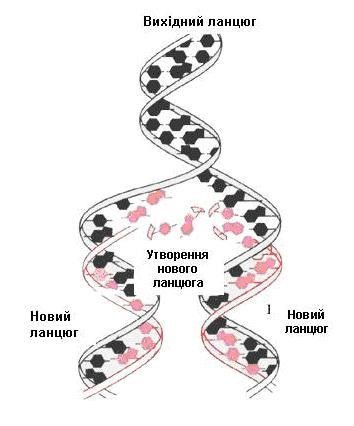 Вихідний ланцюг
Утворення
нового
ланцюга
Новий
ланцюг
I
Новий
ланцюг